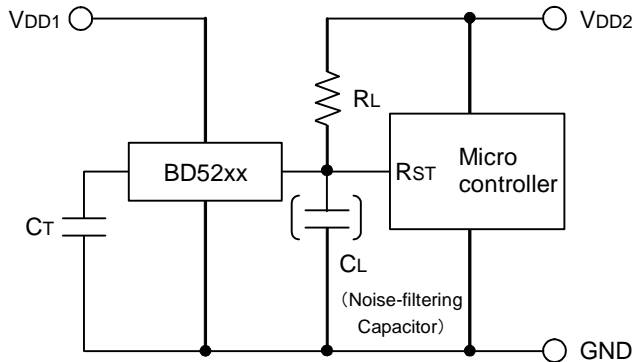 VDD1
VDD2
RL
BD52xx
RST
Micro
controller
CT
CL
（Noise-filtering
Capacitor）
GND